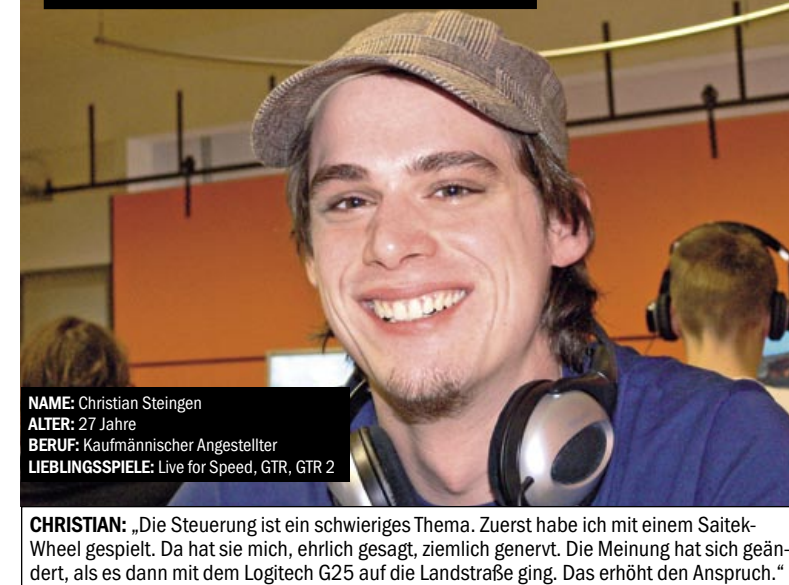 NAME: Christian Steingen
ALTER: 27 Jahre
BERUF: Kaufmännischer Angestellter
LIEBLINGSSPIELE: Live for Speed, GTR, GTR 2
CHRISTIAN: „Die Steuerung ist ein schwieriges Thema. Zuerst habe ich mit einem Saitek-
Wheel gespielt. Da hat sie mich, ehrlich gesagt, ziemlich genervt. Die Meinung hat sich geän-
dert, als es dann mit dem Logitech G25 auf die Landstraße ging. Das erhöht den Anspruch.“